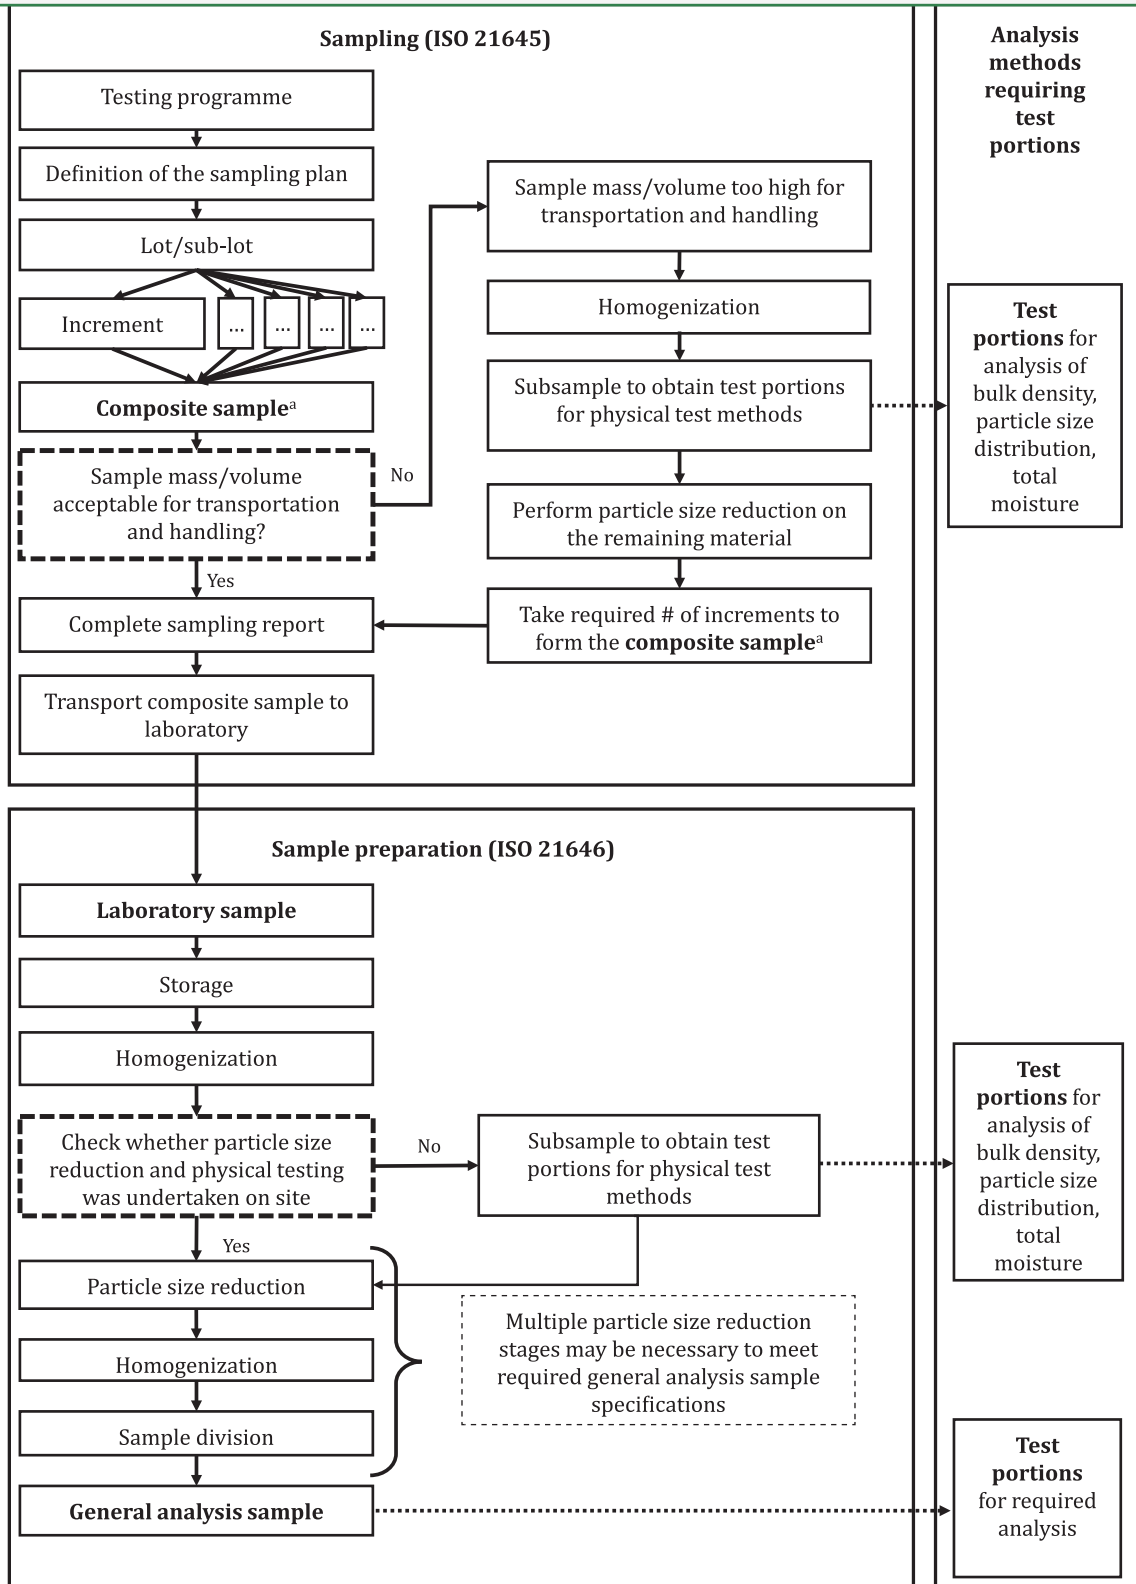 Sampling (ISO 21645)
Testing programme
Definition of the sampling plan
Lot/sub-lot
Increment
...
...
...
...
Composite sampleª
Sample mass/volume
acceptable for transportation
and handling?
No
Yes
Complete sampling report
Transport composite sample to
laboratory
Sample mass/volume too high for
transportation and handling
Homogenization
Subsample to obtain test portions
for physical test methods
Perform particle size reduction on
the remaining material
Take required # of increments to
form the composite sampleª
Analysis
methods
requiring
test
portions
Test
portions for
analysis of
bulk density,
particle size
distribution,
total
moisture
Sample preparation (ISO 21646)
Laboratory sample
Storage
Homogenization
Check whether particle size
reduction and physical testing
was undertaken on site
No
Yes
Subsample to obtain test
portions for physical test
methods
Particle size reduction
Homogenization
Sample division
General analysis sample
Multiple particle size reduction
stages may be necessary to meet
required general analysis sample
specifications
Test
portions for
analysis of
bulk density,
particle size
distribution,
total
moisture
Test
portions
for required
analysis